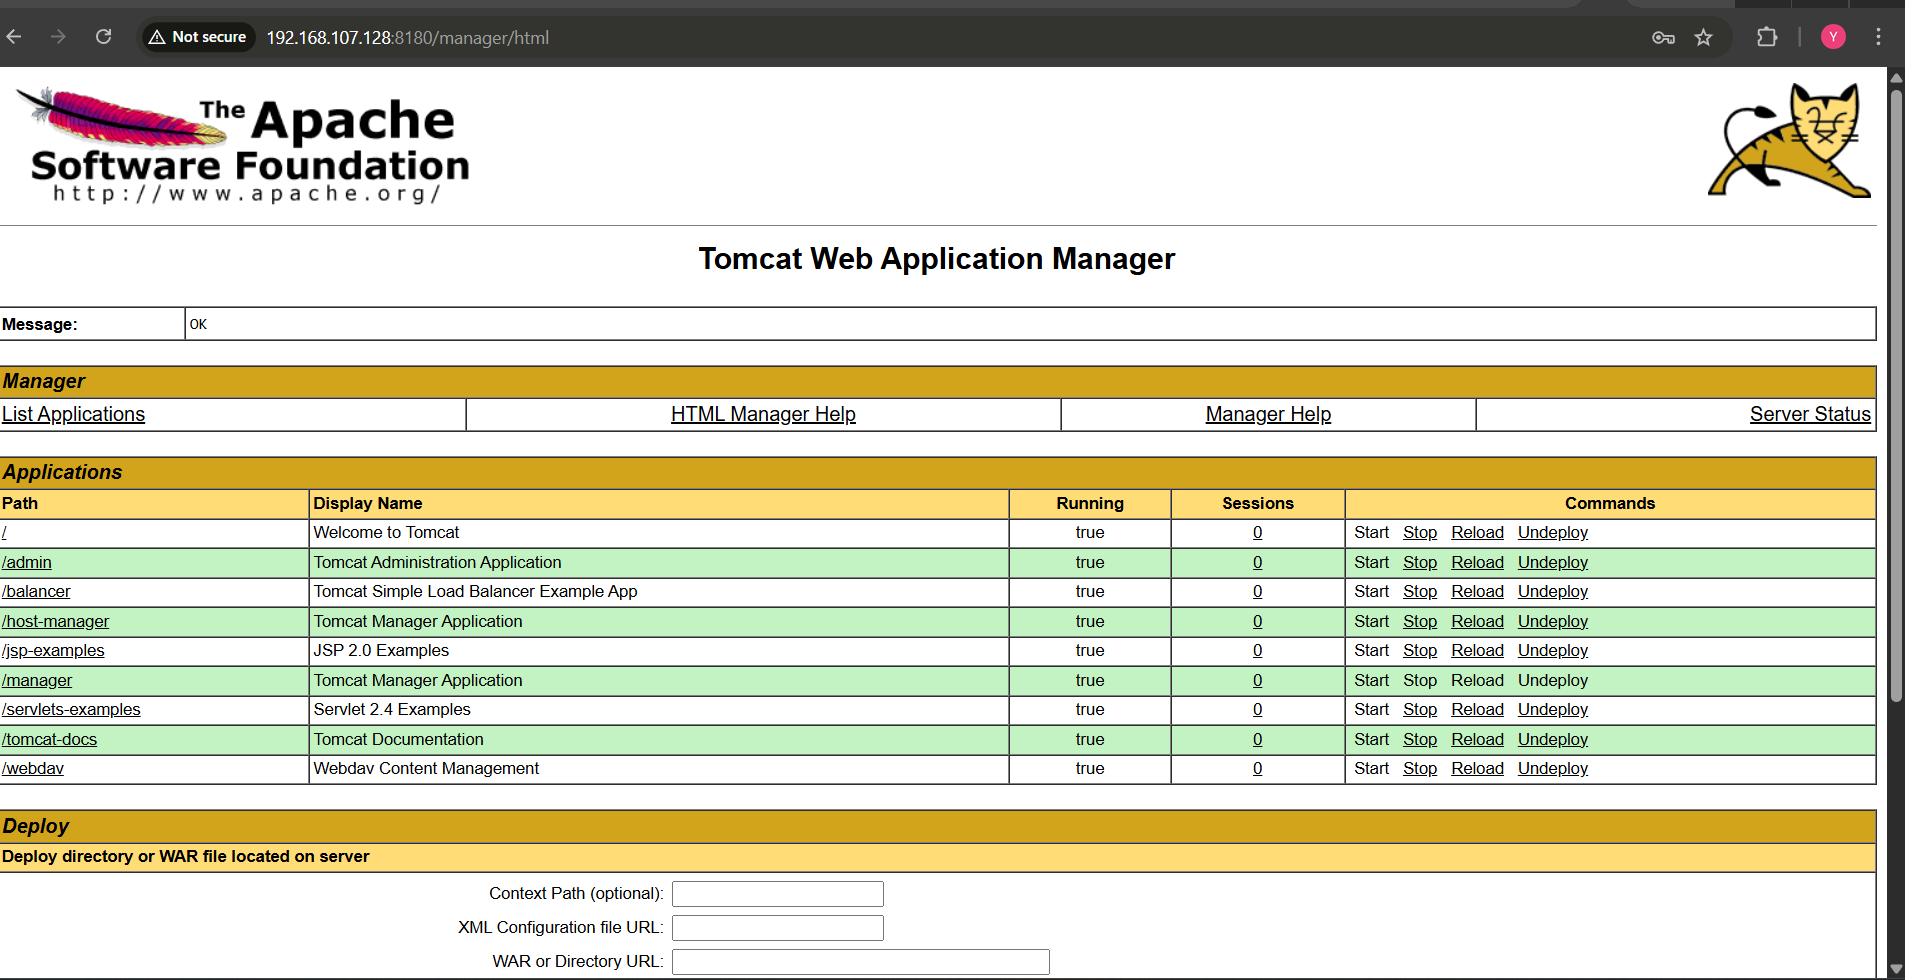 Not secure 192.168.107.128:8180/manager/html Y
The Apache
Software Foundation
http://www.apache.org/
Tomcat Web Application Manager
Message: OK
Manager
List Applications HTML Manager Help Manager Help Server Status
Applications
Path Display Name Running Sessions Commands
/ Welcome to Tomcat true 0 Start Stop Reload Undeploy
/admin Tomcat Administration Application true 0 Start Stop Reload Undeploy
/balancer Tomcat Simple Load Balancer Example App true 0 Start Stop Reload Undeploy
/host-manager Tomcat Manager Application true 0 Start Stop Reload Undeploy
/jsp-examples JSP 2.0 Examples true 0 Start Stop Reload Undeploy
/manager Tomcat Manager Application true 0 Start Stop Reload Undeploy
/servlets-examples Servlet 2.4 Examples true 0 Start Stop Reload Undeploy
/tomcat-docs Tomcat Documentation true 0 Start Stop Reload Undeploy
/webdav Webdav Content Management true 0 Start Stop Reload Undeploy
Deploy
Deploy directory or WAR file located on server
Context Path (optional):
XML Configuration file URL:
WAR or Directory URL: